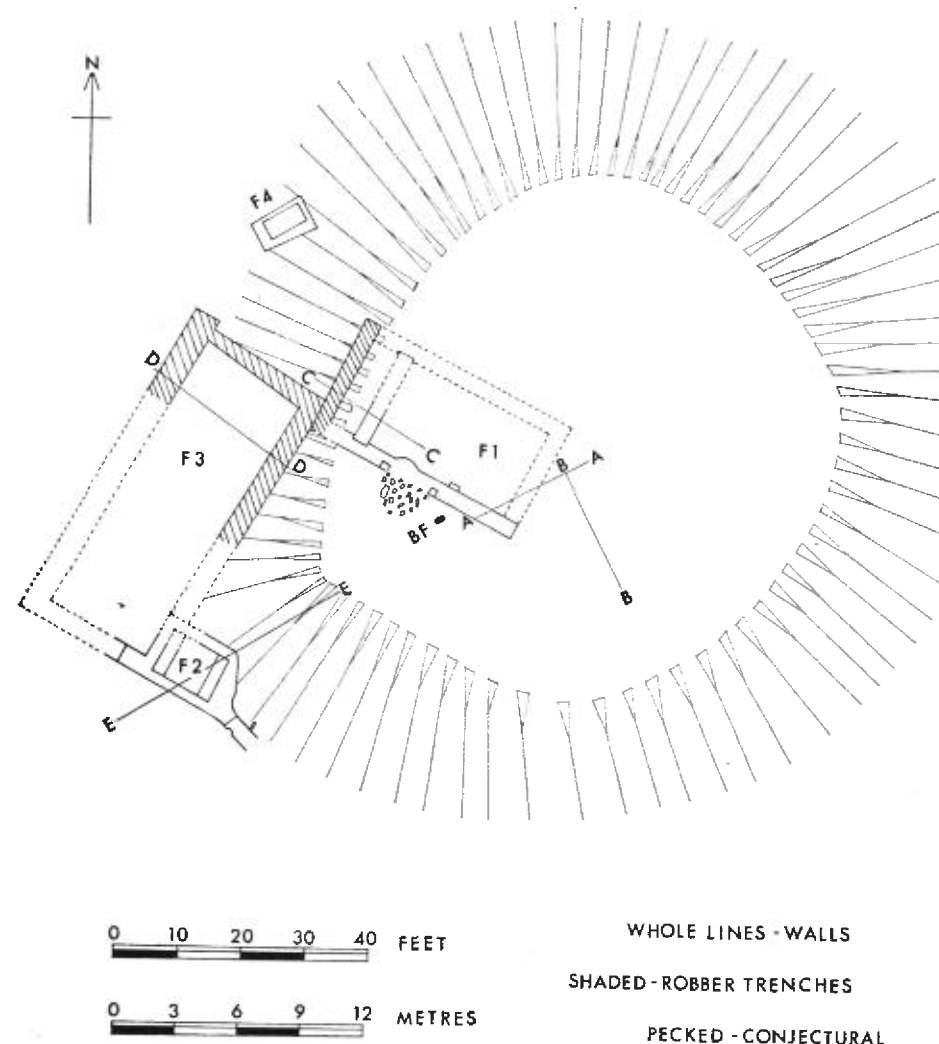 N
F4
D
C
F3
F1
C
B
A
D
A
BF
E
B
F2
E
0 10 20 30 40 FEET
0 3 6 9 12 METRES
WHOLE LINES - WALLS
SHADED - ROBBER TRENCHES
PECKED - CONJECTURAL